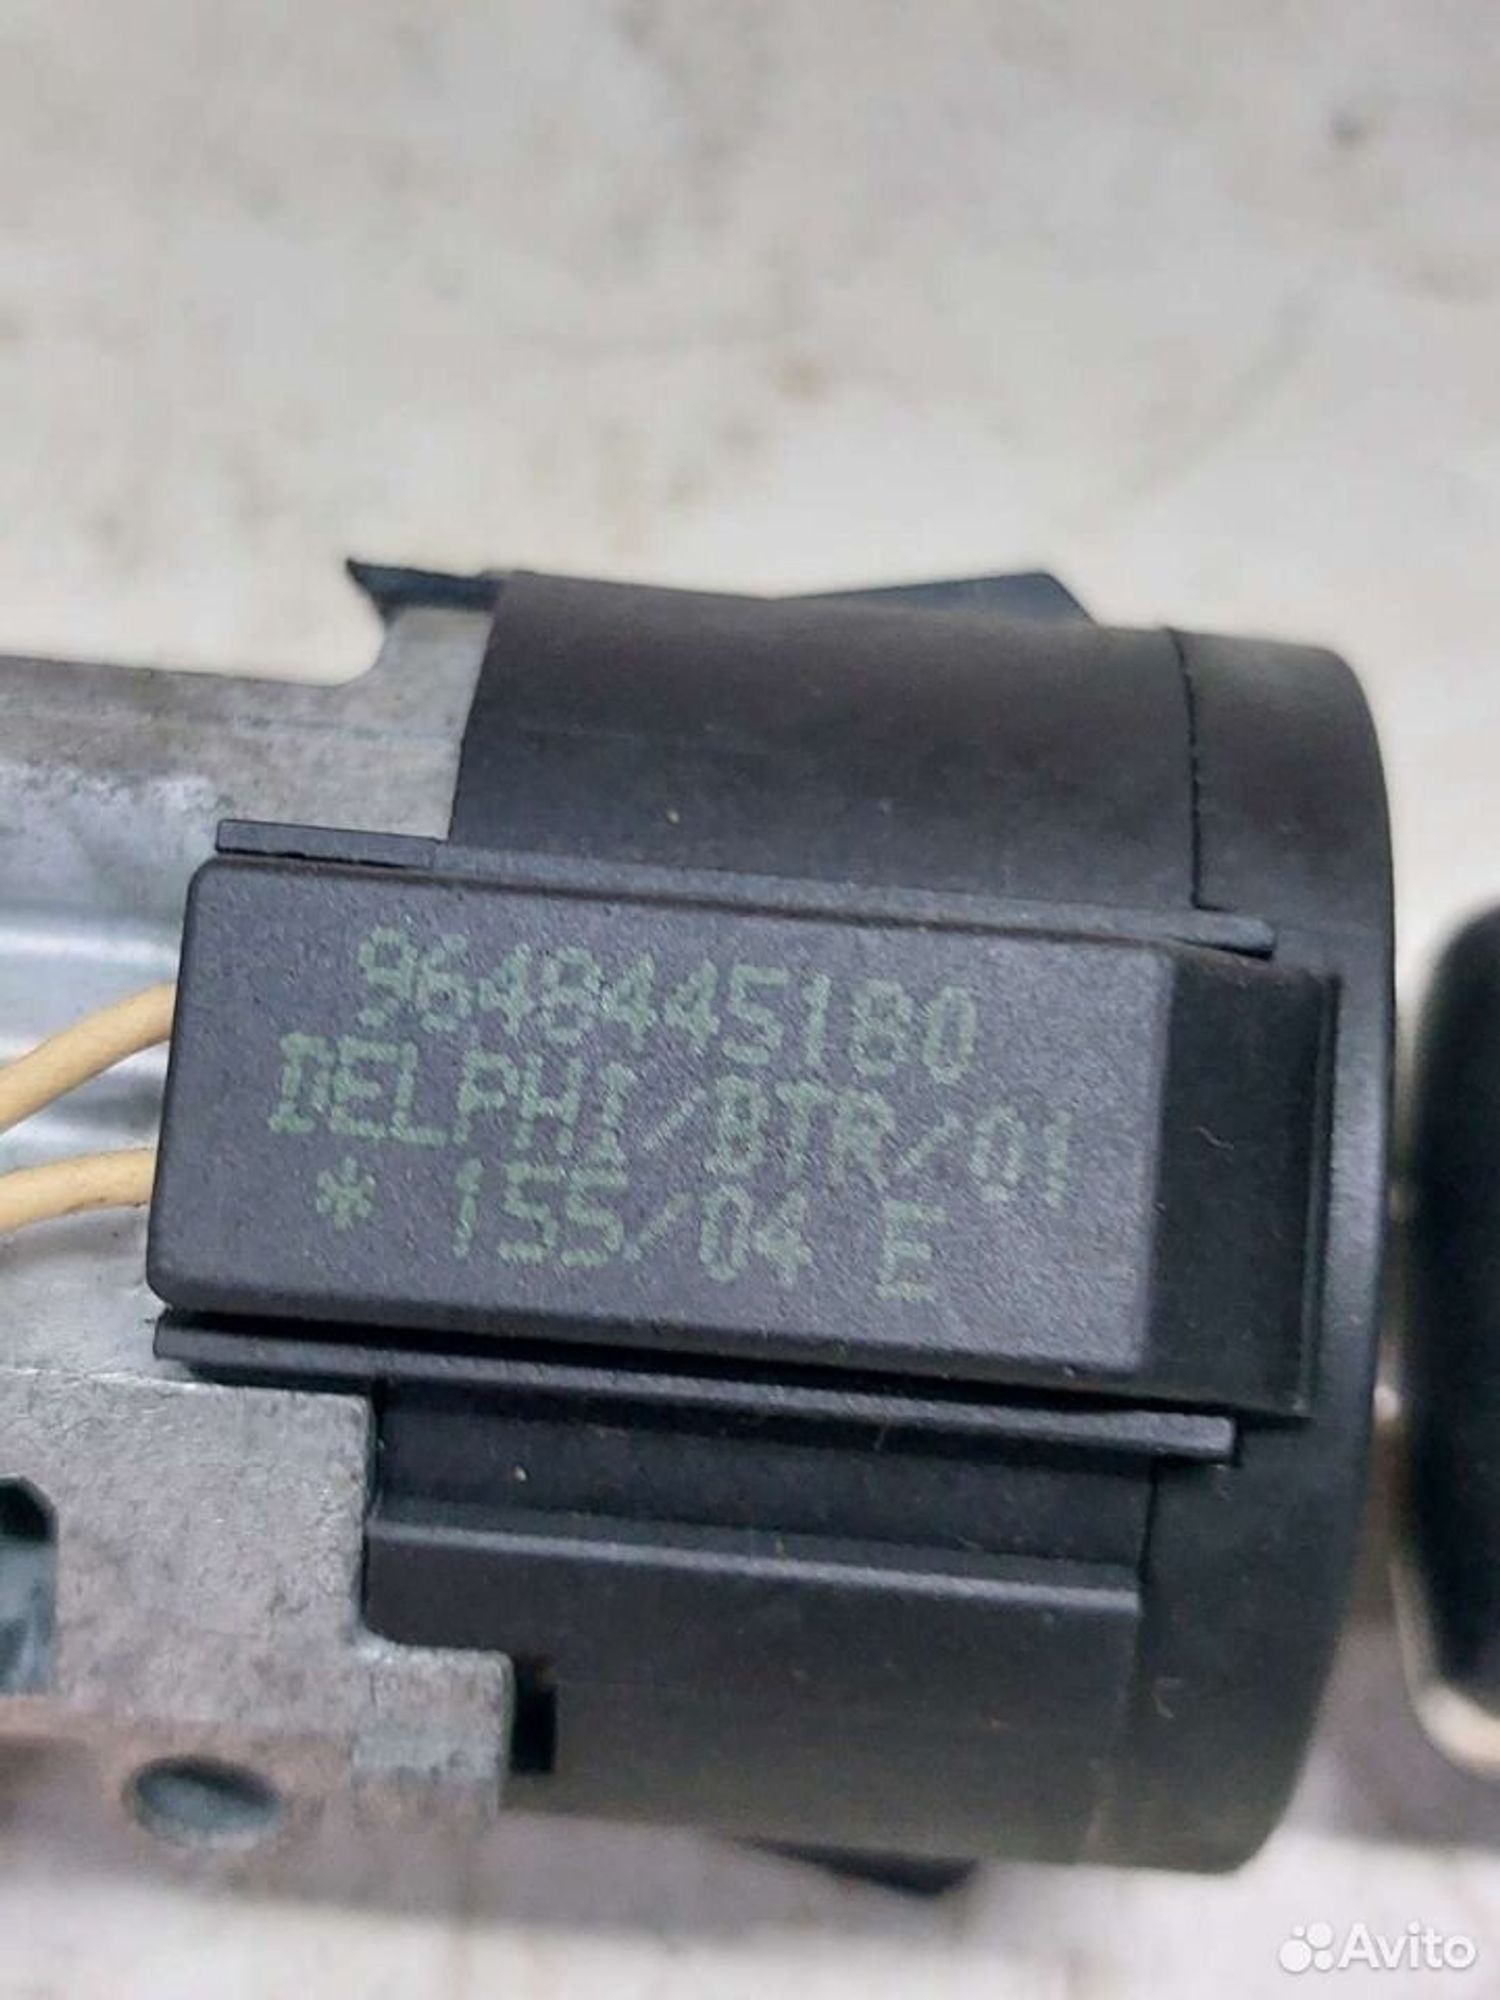 9648445180
DELPHI/BTR/01
* 155/04 E
Avito